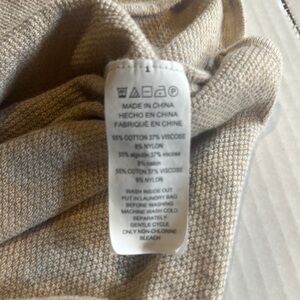 1
MADE IN CHINA
HECHO EN CHINA
FABRIQUÉ EN CHINE
55% COTTON 37% VISCOSE
8% NYLON
55% algodón 37% viscosa
8% nailon
55% COTTON 37% VISCOSE
8% NYLON
WASH INSIDE OUT
PUT IN LAUNDRY BAG
BEFORE WASHING
MACHINE WASH COLD
SEPARATELY
GENTLE CYCLE
ONLY NON-CHLORINE
BLEACH